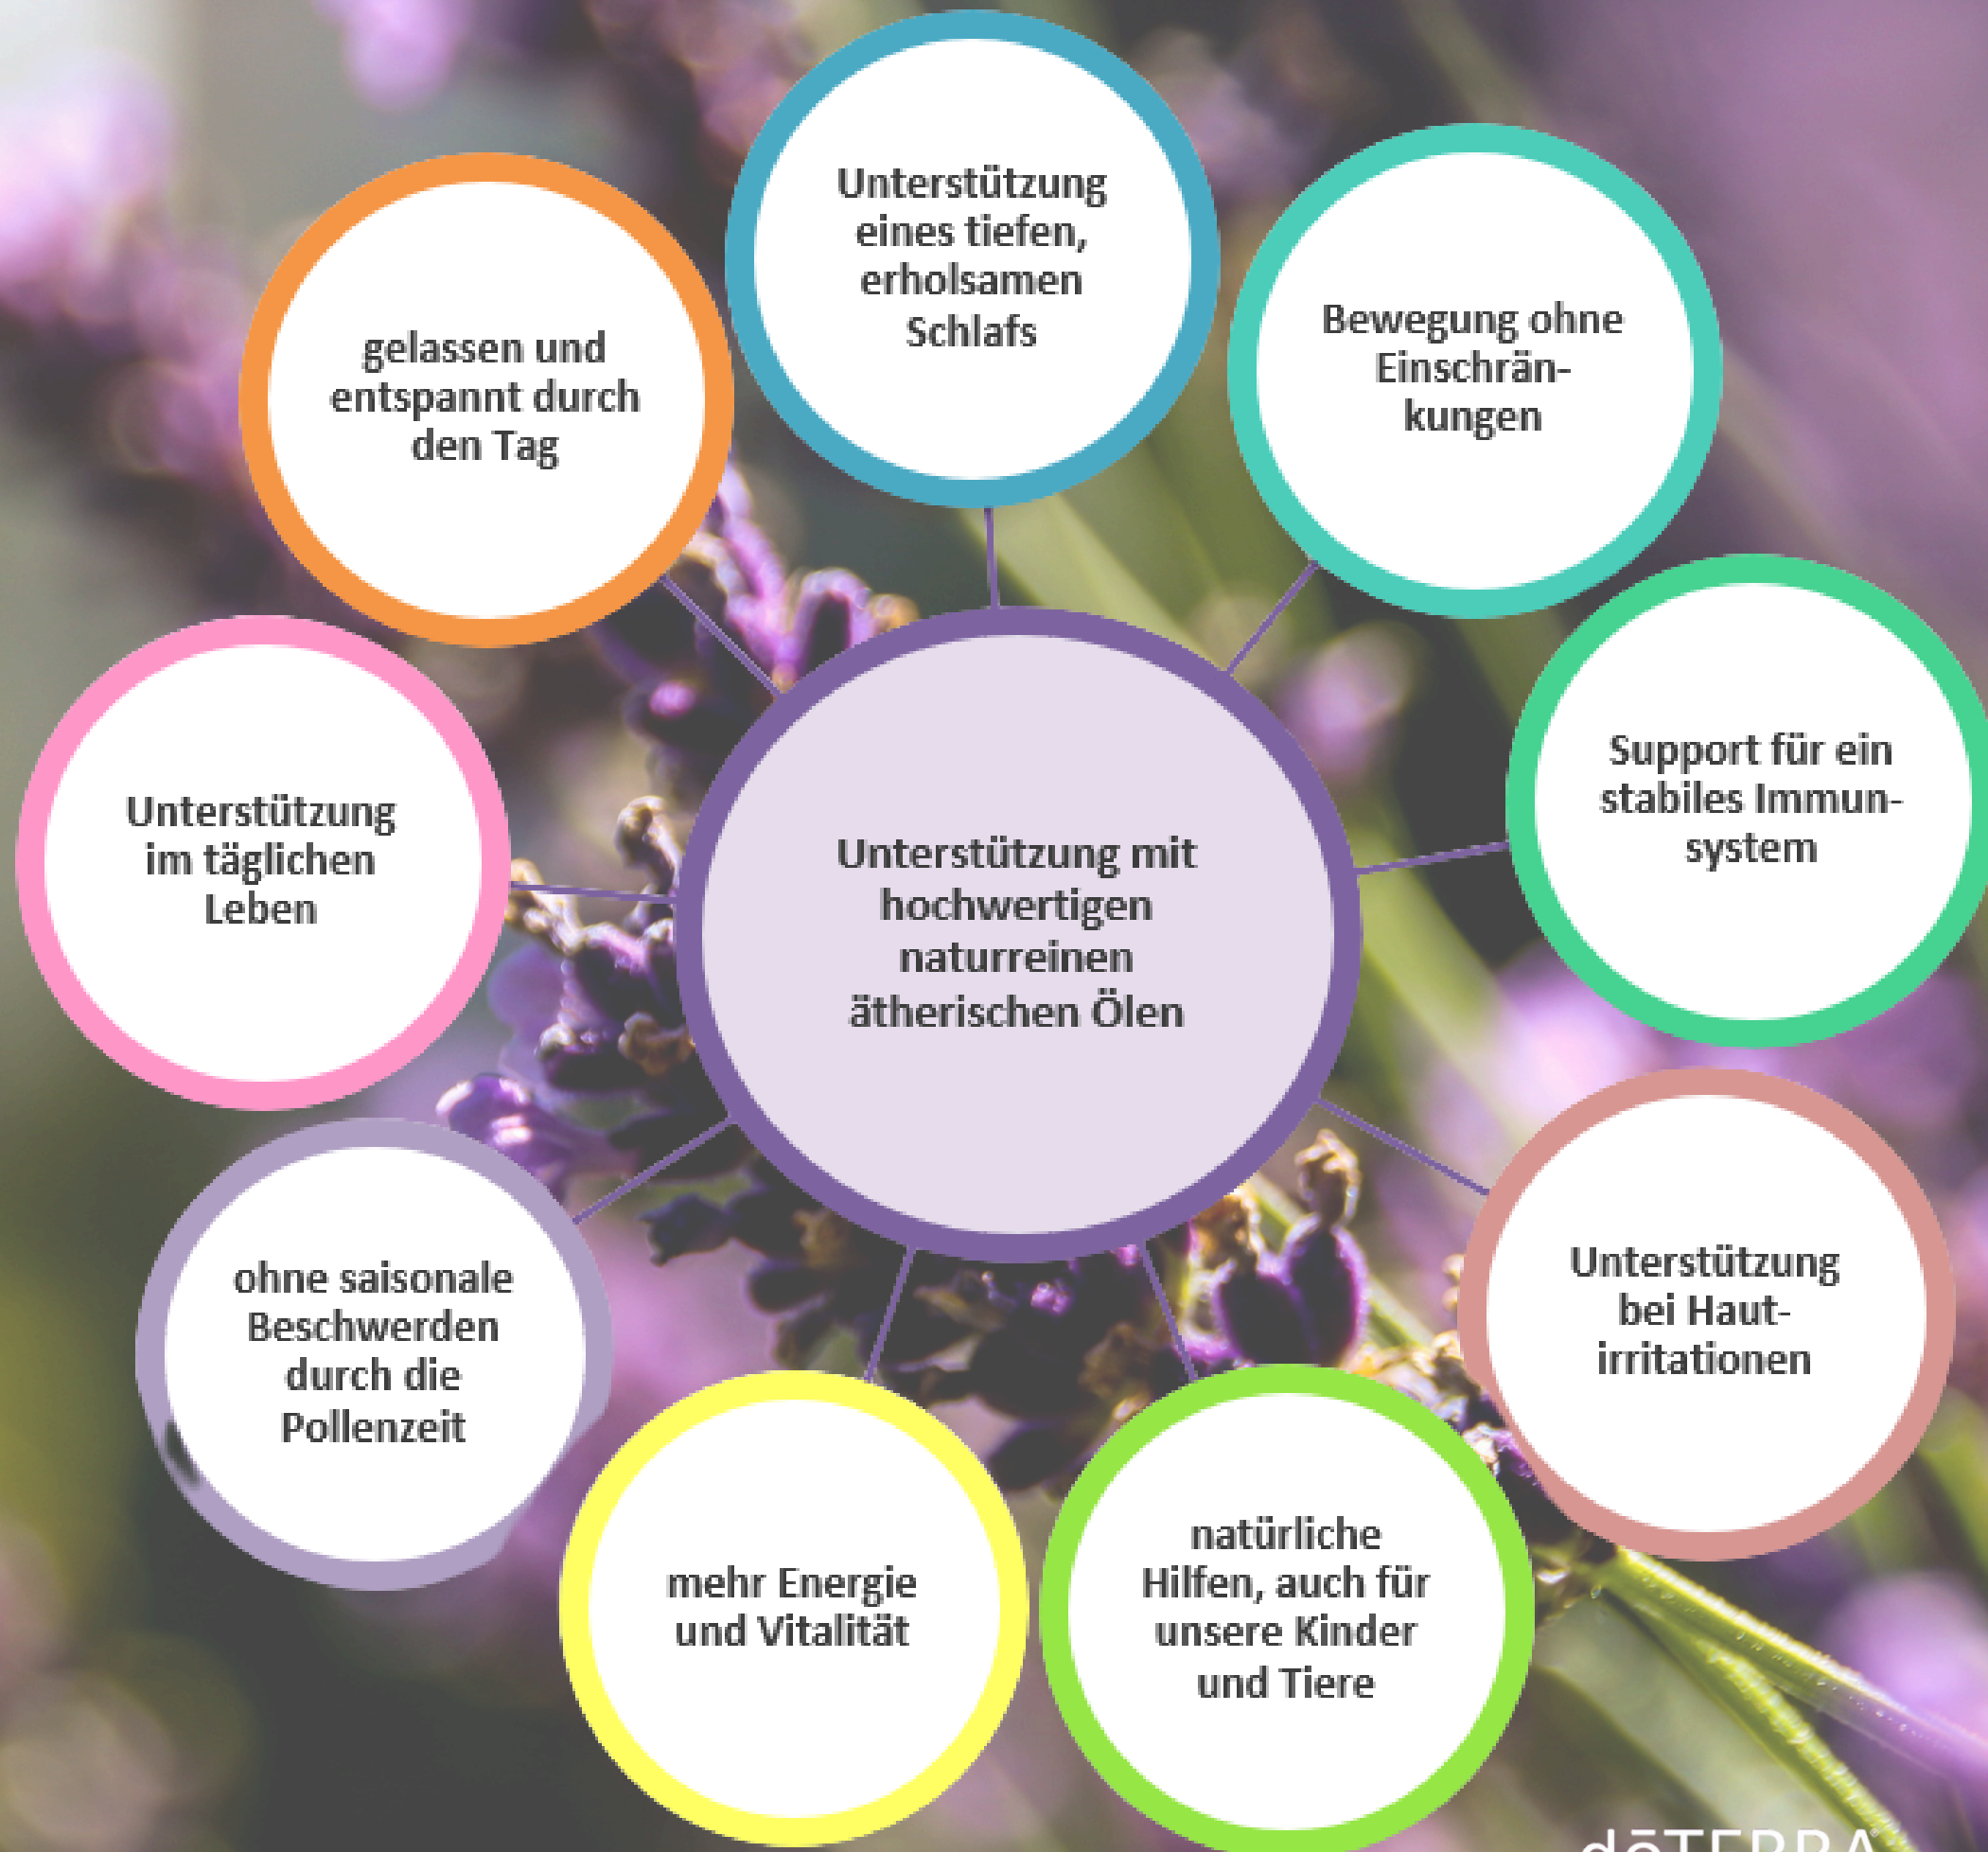 Unterstützung
eines tiefen,
erholsamen
Schlafs
Bewegung ohne
Einschrän-
kungen
gelassen und
entspannt durch
den Tag
Support für ein
stabiles Immun-
system
Unterstützung
im täglichen
Leben
Unterstützung mit
hochwertigen
naturreinen
ätherischen Ölen
Unterstützung
bei Haut-
irritationen
ohne saisonale
Beschwerden
durch die
Pollenzeit
mehr Energie
und Vitalität
natürliche
Hilfen, auch für
unsere Kinder
und Tiere
dōTERRA